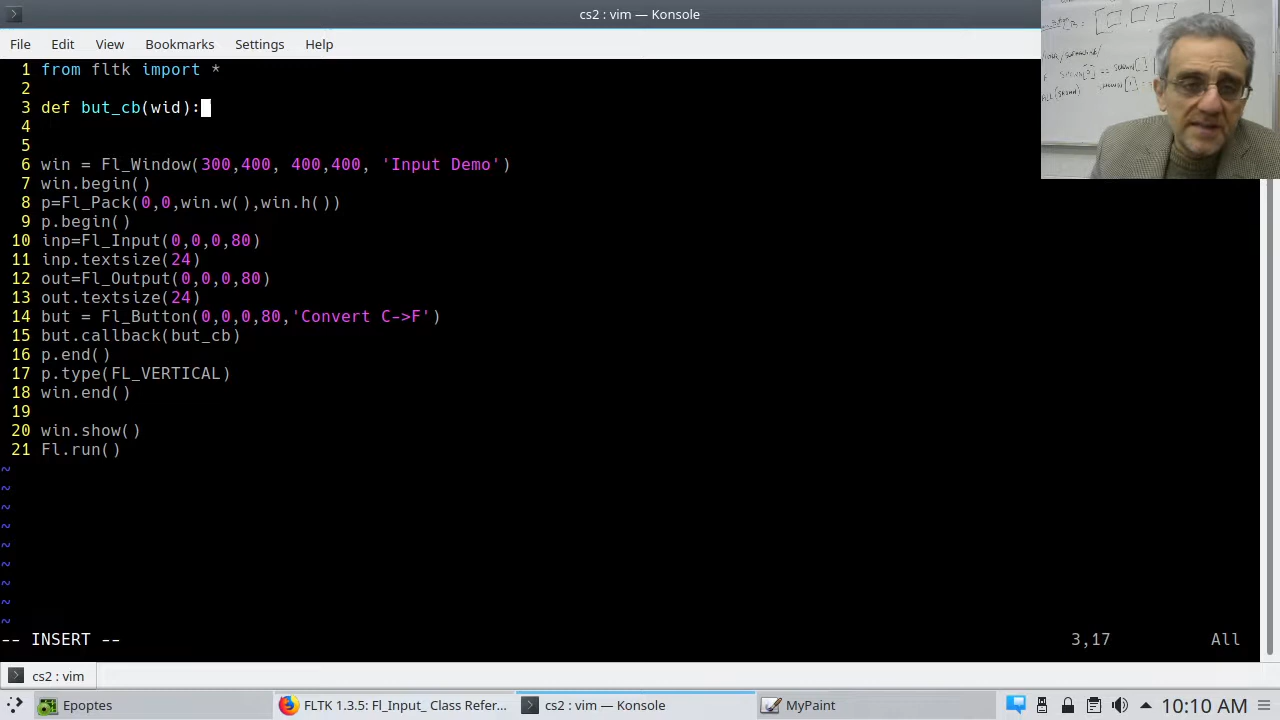 cs2 : vim — Konsole
File Edit View Bookmarks Settings Help
1 from fltk import *
2
3 def but_cb(wid):
4
5
6 win = Fl_Window(300,400, 400,400, 'Input Demo')
7 win.begin()
8 p=Fl_Pack(0,0,win.w(),win.h())
9 p.begin()
10 inp=Fl_Input(0,0,0,80)
11 inp.textsize(24)
12 out=Fl_Output(0,0,0,80)
13 out.textsize(24)
14 but = Fl_Button(0,0,0,80,'Convert C->F')
15 but.callback(but_cb)
16 p.end()
17 p.type(FL_VERTICAL)
18 win.end()
19
20 win.show()
21 Fl.run()
~
~
~
~
~
~
~
~
~
-- INSERT -- 3,17 All
cs2 : vim
Epoptes FLTK 1.3.5: Fl_Input_ Class Refer... cs2 : vim — Konsole MyPaint 10:10 AM